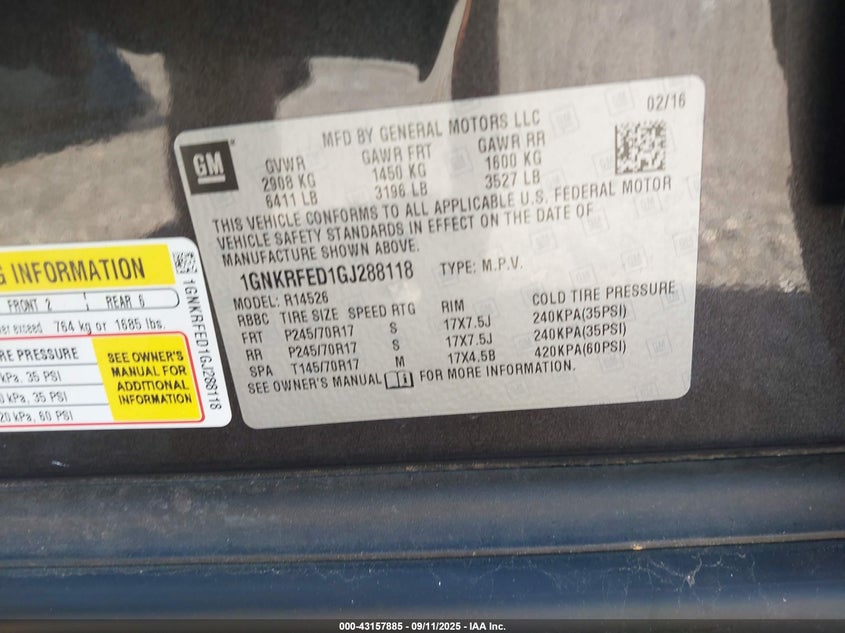 02/16
MFD BY GENERAL MOTORS LLC
GM
GVWR GAWR FRT GAWR RR
2908 KG 1450 KG 1600 KG
6411 LB 3196 LB 3527 LB
THIS VEHICLE CONFORMS TO ALL APPLICABLE U.S. FEDERAL MOTOR
VEHICLE SAFETY STANDARDS IN EFFECT ON THE DATE OF
MANUFACTURE SHOWN ABOVE.
1GNKRFED1GJ288118 TYPE: M.P.V.
MODEL: R14526
RBBC TIRE SIZE SPEED RTG RIM COLD TIRE PRESSURE
FRT P245/70R17 S 17X7.5J 240KPA(35PSI)
RR P245/70R17 S 17X7.5J 240KPA(35PSI)
SPA T145/70R17 M 17X4.5B 420KPA(60PSI)
SEE OWNER'S MANUAL FOR MORE INFORMATION.
INFORMATION
FRONT 2 REAR 6
exceed 764 kg or 1685 lbs.
PRESSURE
kPa, 35 PSI
kPa, 35 PSI
20 kPa, 60 PSI
SEE OWNER'S
MANUAL FOR
ADDITIONAL
INFORMATION
1GNKRFED1GJ288118
000-43157885 - 09/11/2025 - IAA Inc.